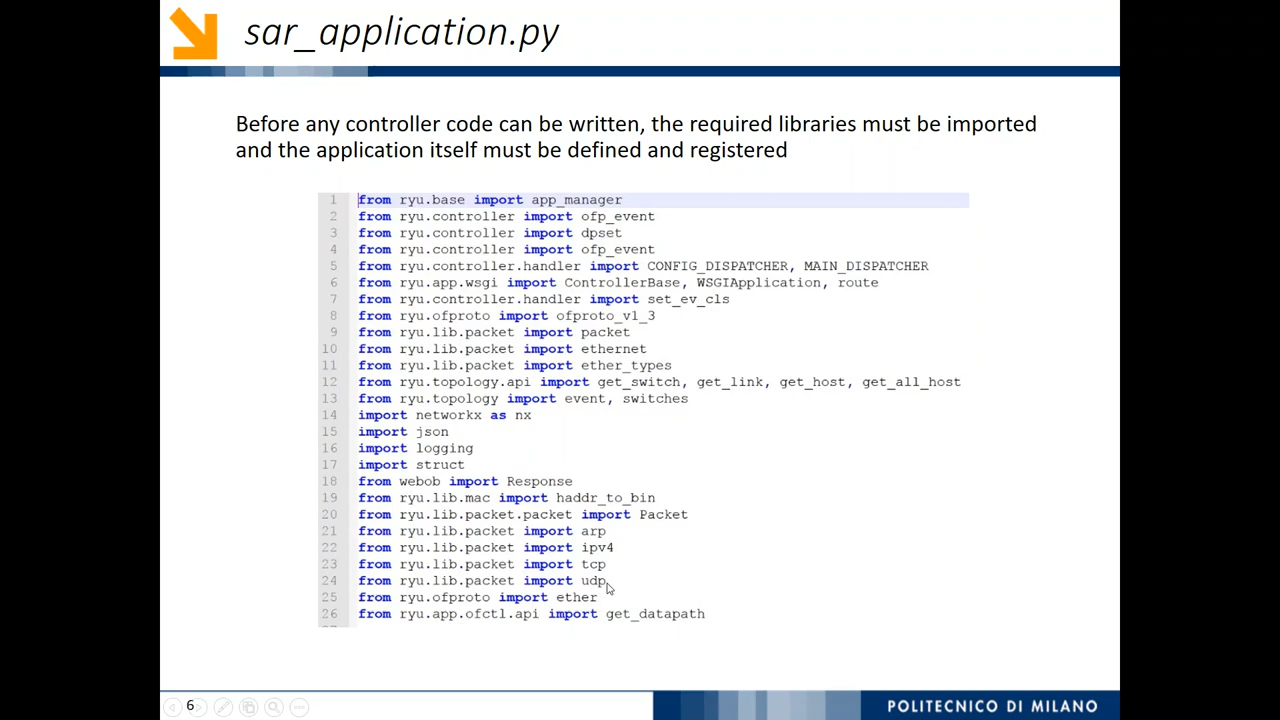 sar_application.py
Before any controller code can be written, the required libraries must be imported
and the application itself must be defined and registered
1 from ryu.base import app_manager
2 from ryu.controller import ofp_event
3 from ryu.controller import dpset
4 from ryu.controller import ofp_event
5 from ryu.controller.handler import CONFIG_DISPATCHER, MAIN_DISPATCHER
6 from ryu.app.wsgi import ControllerBase, WSGIApplication, route
7 from ryu.controller.handler import set_ev_cls
8 from ryu.ofproto import ofproto_v1_3
9 from ryu.lib.packet import packet
10 from ryu.lib.packet import ethernet
11 from ryu.lib.packet import ether_types
12 from ryu.topology.api import get_switch, get_link, get_host, get_all_host
13 from ryu.topology import event, switches
14 import networkx as nx
15 import json
16 import logging
17 import struct
18 from webob import Response
19 from ryu.lib.mac import haddr_to_bin
20 from ryu.lib.packet.packet import Packet
21 from ryu.lib.packet import arp
22 from ryu.lib.packet import ipv4
23 from ryu.lib.packet import tcp
24 from ryu.lib.packet import udp
25 from ryu.ofproto import ether
26 from ryu.app.ofctl.api import get_datapath
6
POLITECNICO DI MILANO